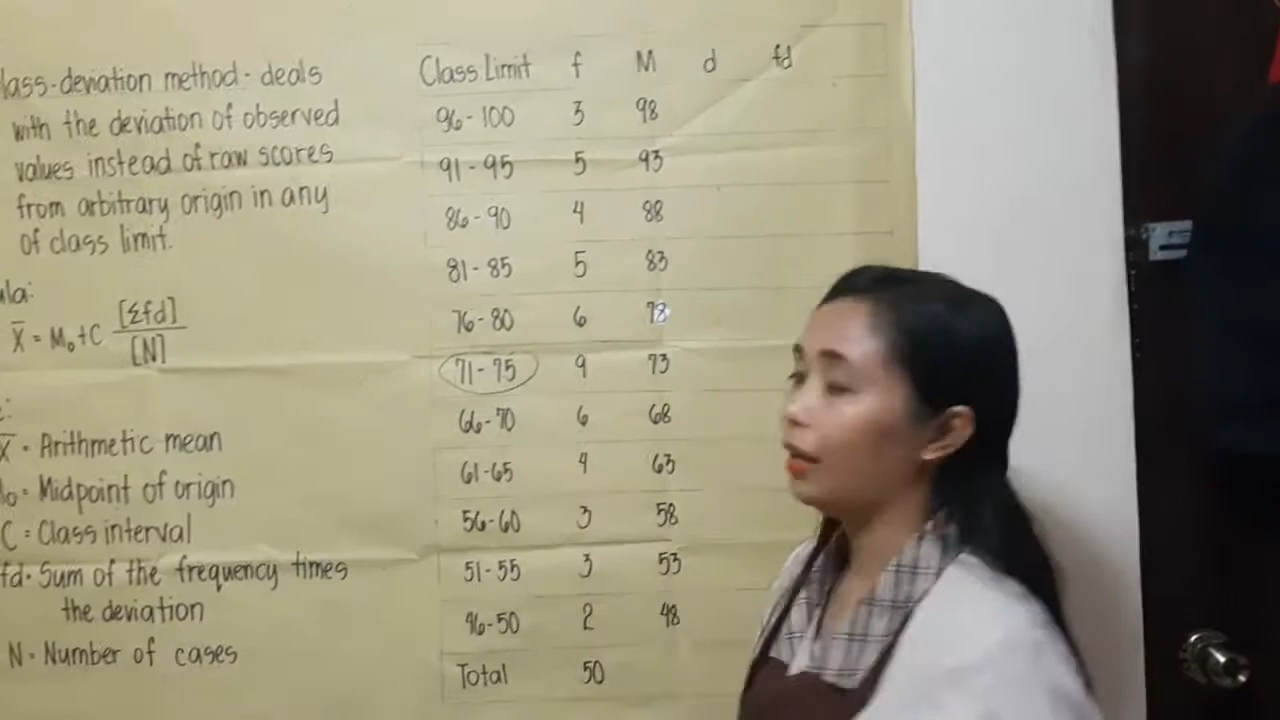 lass-deviation method- deals
with the deviation of observed
values instead of raw scores
from arbitrary origin in any
of class limit.
ula:
X̄ = M₀+C [Σfd]
[N]
:
X̄ = Arithmetic mean
o = Midpoint of origin
C = Class interval
fd = Sum of the frequency times
the deviation
N = Number of cases
Class Limit f M d fd
96-100 3 98
91-95 5 93
86-90 4 88
81-85 5 83
76-80 6 78
71-75 9 73
66-70 6 68
61-65 4 63
56-60 3 58
51-55 3 53
46-50 2 48
Total 50